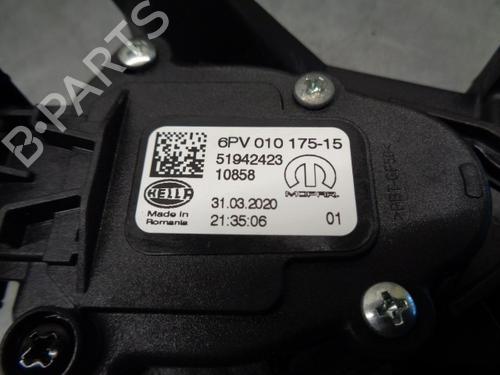 6PV 010 175-15
51942423
10858
HELLA
MOPAR
Made in
Romania
31.03.2020
21:35:06
01
B-PARTS